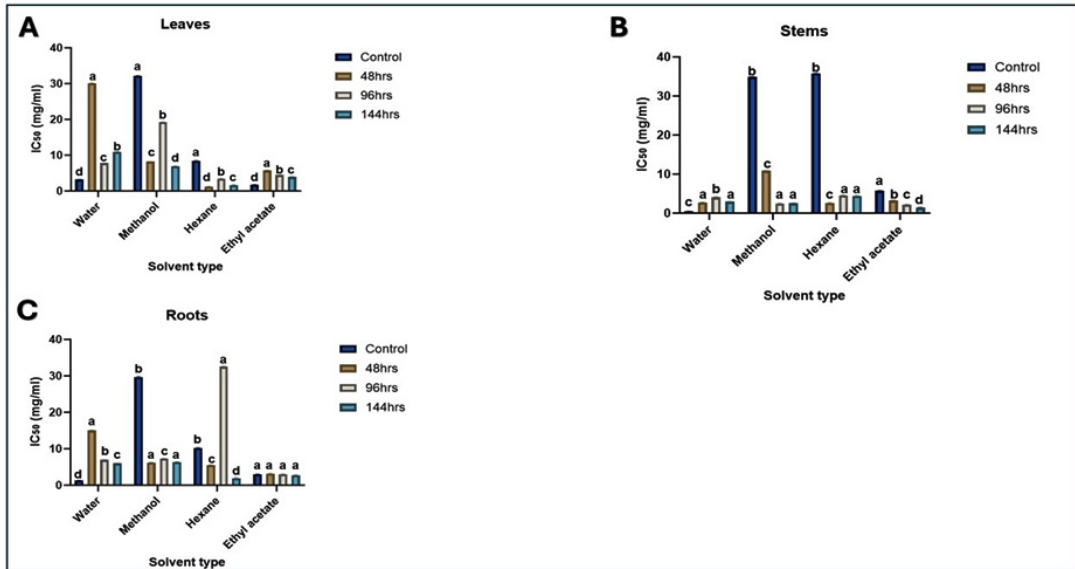 A
Leaves
IC50 (mg/ml)
40
30
20
10
0
d a c b
a c b d
a d b c
d a b c
Water
Methanol
Hexane
Ethyl acetate
Solvent type
Control
48hrs
96hrs
144hrs
B
Stems
IC50 (mg/ml)
40
30
20
10
0
c a b a
b c a a
b c a a
a b c d
Water
Methanol
Hexane
Ethyl acetate
Solvent type
Control
48hrs
96hrs
144hrs
C
Roots
IC50 (mg/ml)
40
30
20
10
0
d a b c
b a c a
b c a d
a a a a
Water
Methanol
Hexane
Ethyl acetate
Solvent type
Control
48hrs
96hrs
144hrs